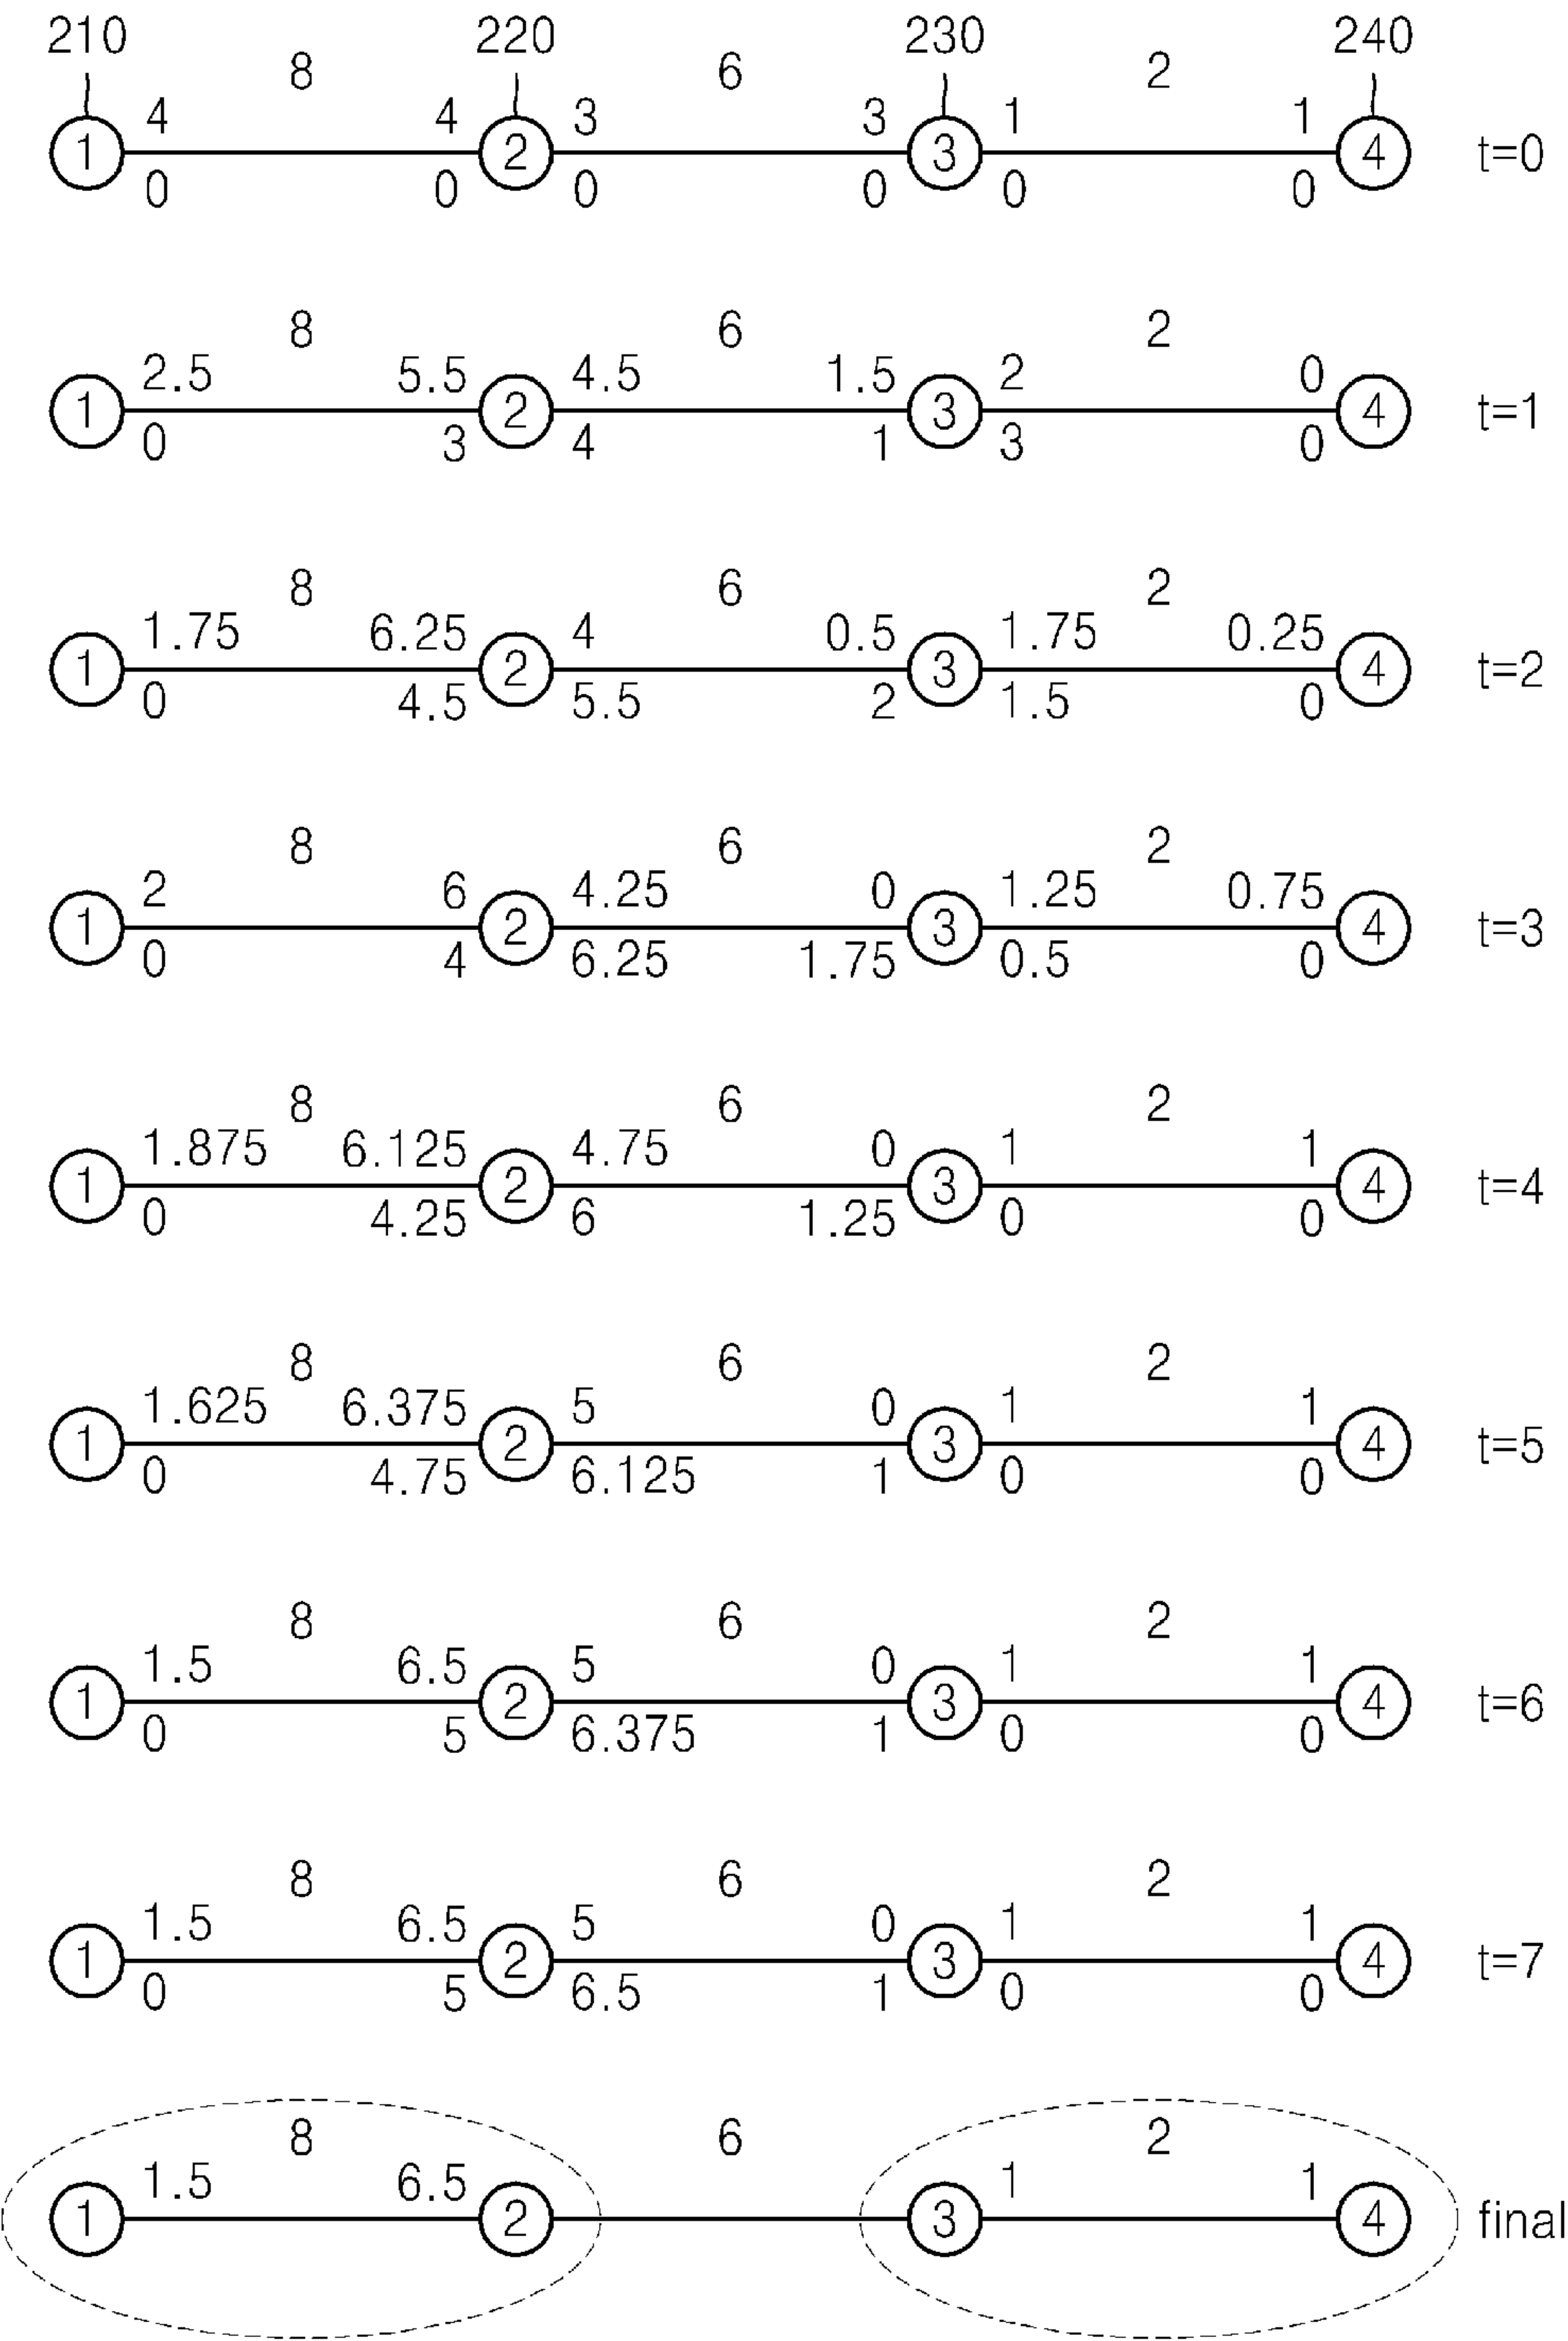 210 220 230 240
8 6 2
4 4 3 3 1 1
1 2 3 4 t=0
0 0 0 0 0 0
8 6 2
2.5 5.5 4.5 1.5 2 0
1 2 3 4 t=1
0 3 4 1 3 0
8 6 2
1.75 6.25 4 0.5 1.75 0.25
1 2 3 4 t=2
0 4.5 5.5 2 1.5 0
8 6 2
2 6 4.25 0 1.25 0.75
1 2 3 4 t=3
0 4 6.25 1.75 0.5 0
8 6 2
1.875 6.125 4.75 0 1 1
1 2 3 4 t=4
0 4.25 6 1.25 0 0
8 6 2
1.625 6.375 5 0 1 1
1 2 3 4 t=5
0 4.75 6.125 1 0 0
8 6 2
1.5 6.5 5 0 1 1
1 2 3 4 t=6
0 5 6.375 1 0 0
8 6 2
1.5 6.5 5 0 1 1
1 2 3 4 t=7
0 5 6.5 1 0 0
8 6 2
1.5 6.5 1 1
1 2 3 4 final